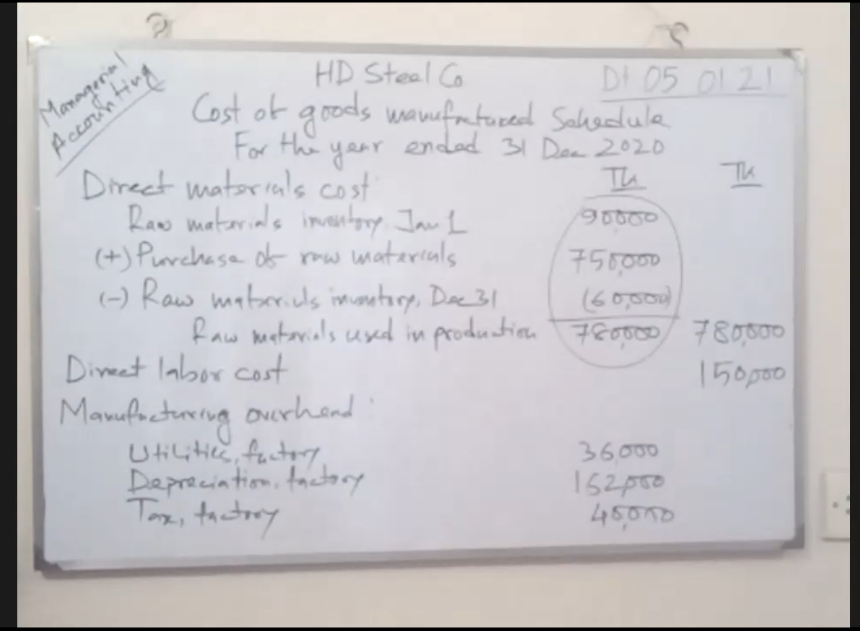 Managerial
Accounting
HD Steel Co
Dt 05 01 21
Cost of goods manufactured Schedule
For the year ended 31 Dec 2020
Tk Tk
Direct materials cost:
Raw materials inventory, Jan 1 90,000
(+) Purchase of raw materials 750,000
(-) Raw materials inventory, Dec 31 (60,000)
Raw materials used in production 780,000 780,000
Direct labor cost 150,000
Manufacturing overhead:
Utilities, factory 36,000
Depreciation, factory 162,000
Tax, factory